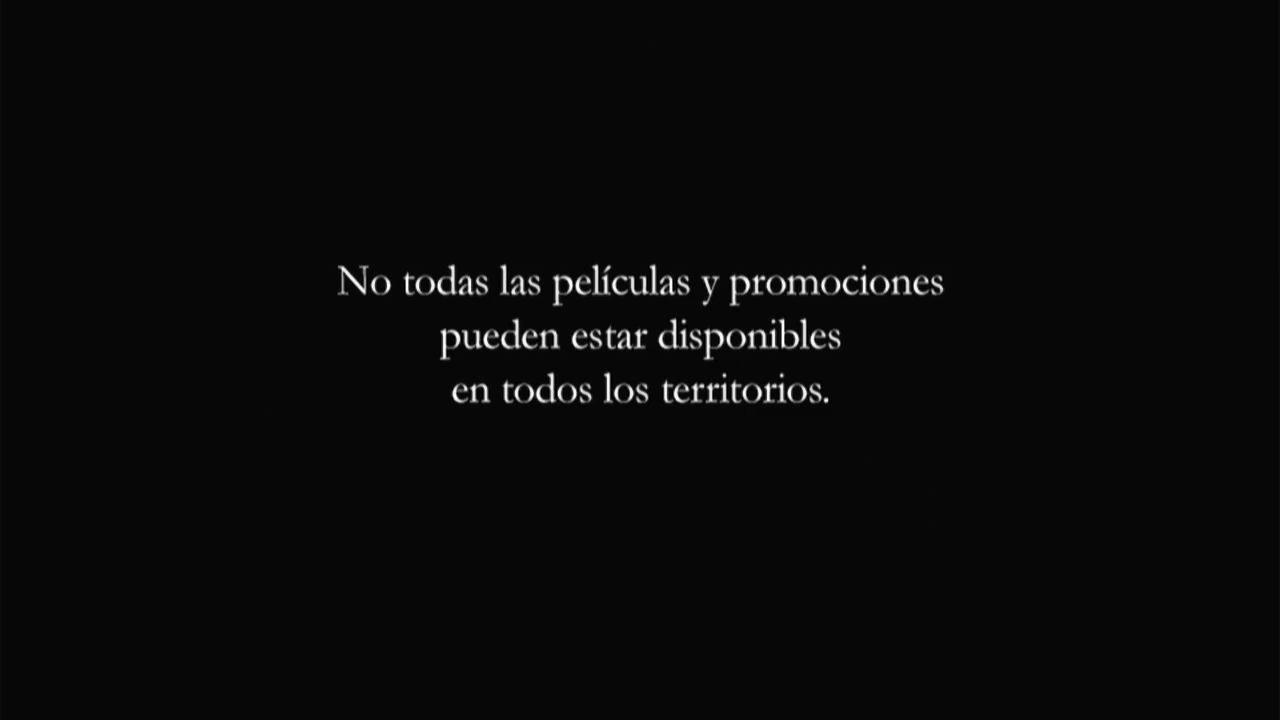 No todas las películas y promociones
pueden estar disponibles
en todos los territorios.